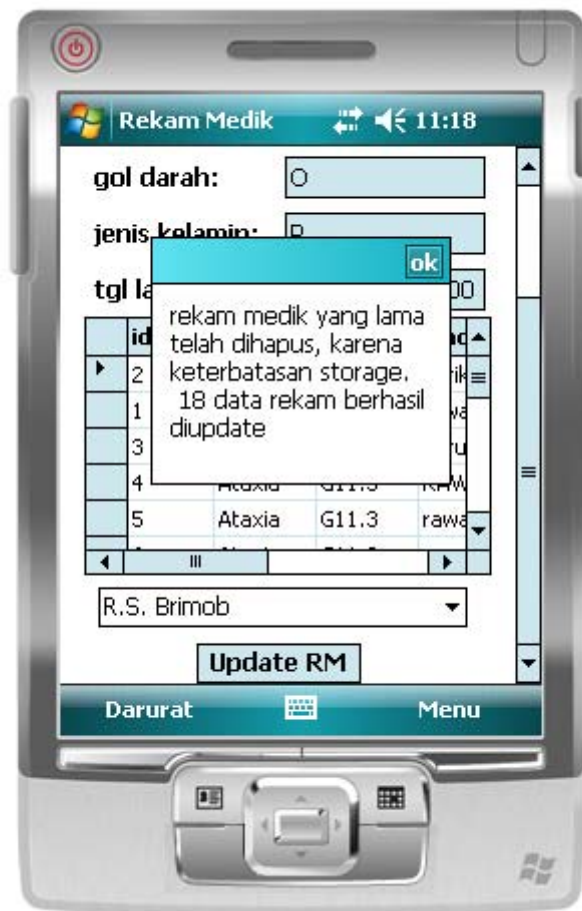 Rekam Medik 11:18
gol darah: O
jenis kelamin: P
tgl la 00
ok
rekam medik yang lama
telah dihapus, karena
keterbatasan storage.
18 data rekam berhasil
diupdate
id
2
1
3
4 Ataxia G11.3
5 Ataxia G11.3 rawa
R.S. Brimob
Update RM
Darurat Menu